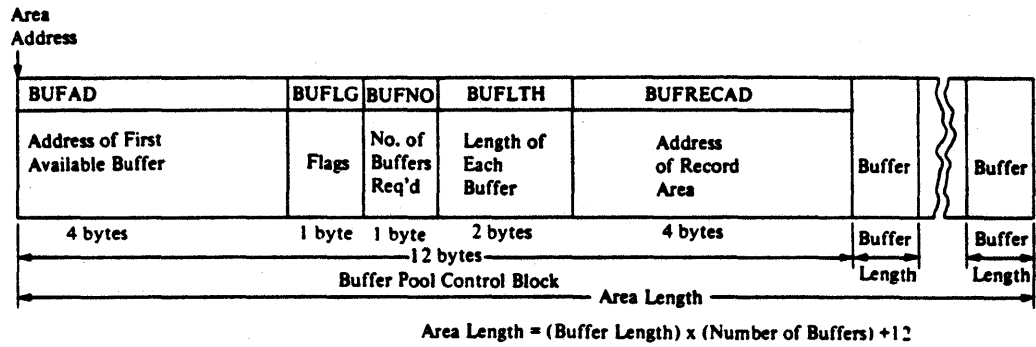 Area
Address
BUFAD BUFLG BUFNO BUFLTH BUFRECAD
Address of First
Available Buffer
Flags
No. of
Buffers
Req'd
Length of
Each
Buffer
Address
of Record
Area
Buffer
Buffer
4 bytes 1 byte 1 byte 2 bytes 4 bytes
Buffer
Length
Buffer
Length
12 bytes
Buffer Pool Control Block
Area Length
Area Length = (Buffer Length) x (Number of Buffers) +12